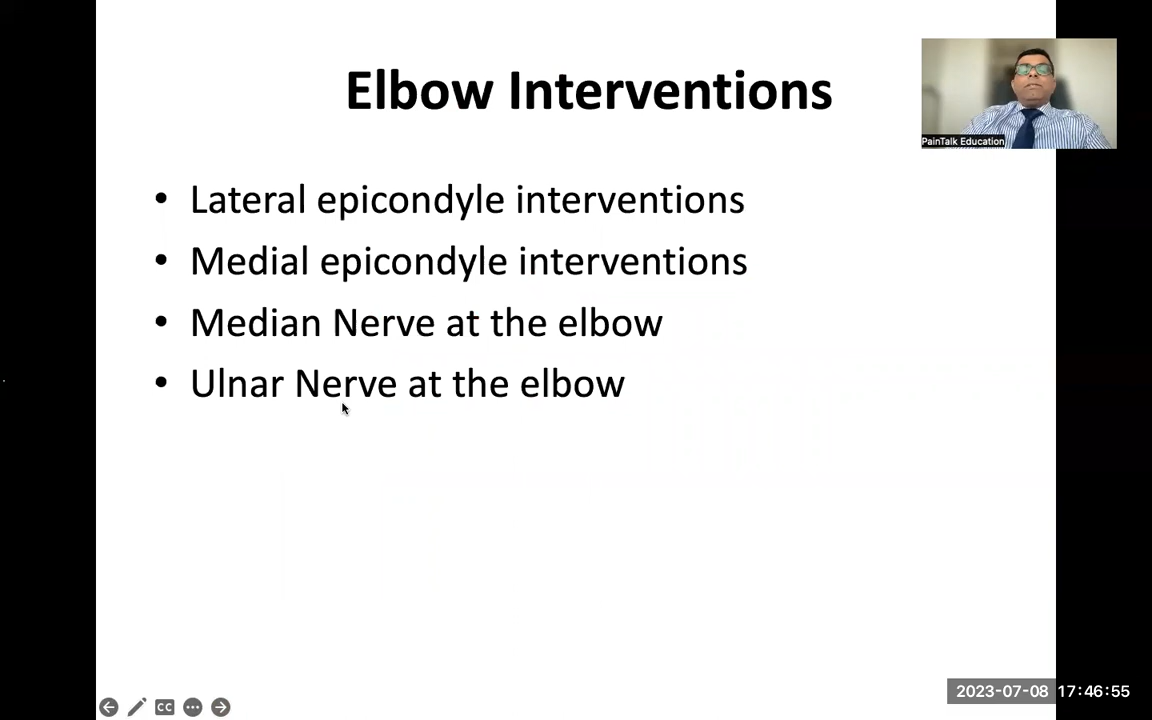 Elbow Interventions
PainTalk Education
• Lateral epicondyle interventions
• Medial epicondyle interventions
• Median Nerve at the elbow
• Ulnar Nerve at the elbow
CC
2023-07-08 17:46:55